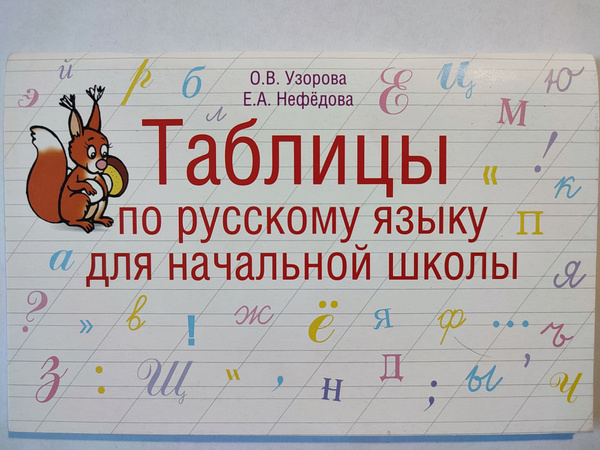 й
э
р
б
О.В. Узорова
Е.А. Нефёдова
л
Е
ц
ю
м
Таблицы
!
«
к
по русскому языку
п
а
для начальной школы
я
?
»
в
!
ж
ё
я
ф
...
ъ
З
:
Щ
“
,
н
Д
;
ы
’
ч